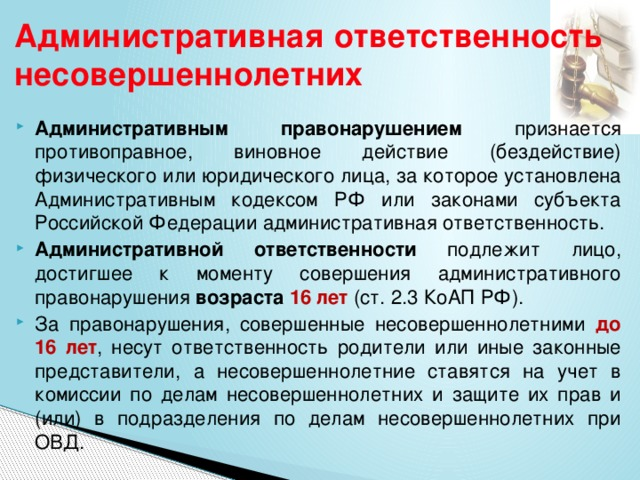 Административная ответственность
несовершеннолетних
Административным правонарушением признается
противоправное, виновное действие (бездействие)
физического или юридического лица, за которое установлена
Административным кодексом РФ или законами субъекта
Российской Федерации административная ответственность.
Административной ответственности подлежит лицо,
достигшее к моменту совершения административного
правонарушения возраста 16 лет (ст. 2.3 КоАП РФ).
За правонарушения, совершенные несовершеннолетними до
16 лет, несут ответственность родители или иные законные
представители, а несовершеннолетние ставятся на учет в
комиссии по делам несовершеннолетних и защите их прав и
(или) в подразделения по делам несовершеннолетних при
ОВД.